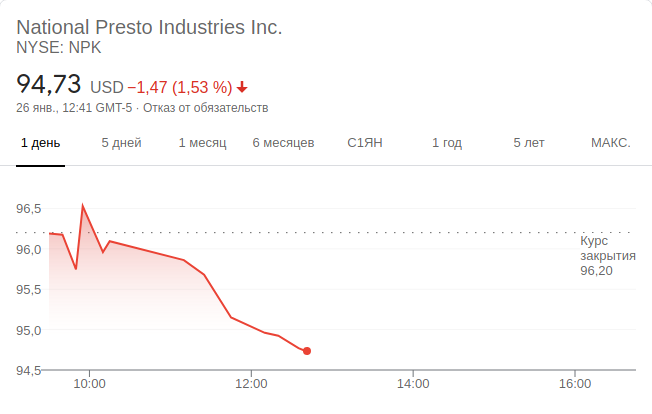 National Presto Industries Inc.
NYSE: NPK
94,73 USD −1,47 (1,53 %)
26 янв., 12:41 GMT-5 · Отказ от обязательств
1 день 5 дней 1 месяц 6 месяцев С1ЯН 1 год 5 лет МАКС.
96,5
96,0
95,5
95,0
94,5
Курс
закрытия
96,20
10:00 12:00 14:00 16:00